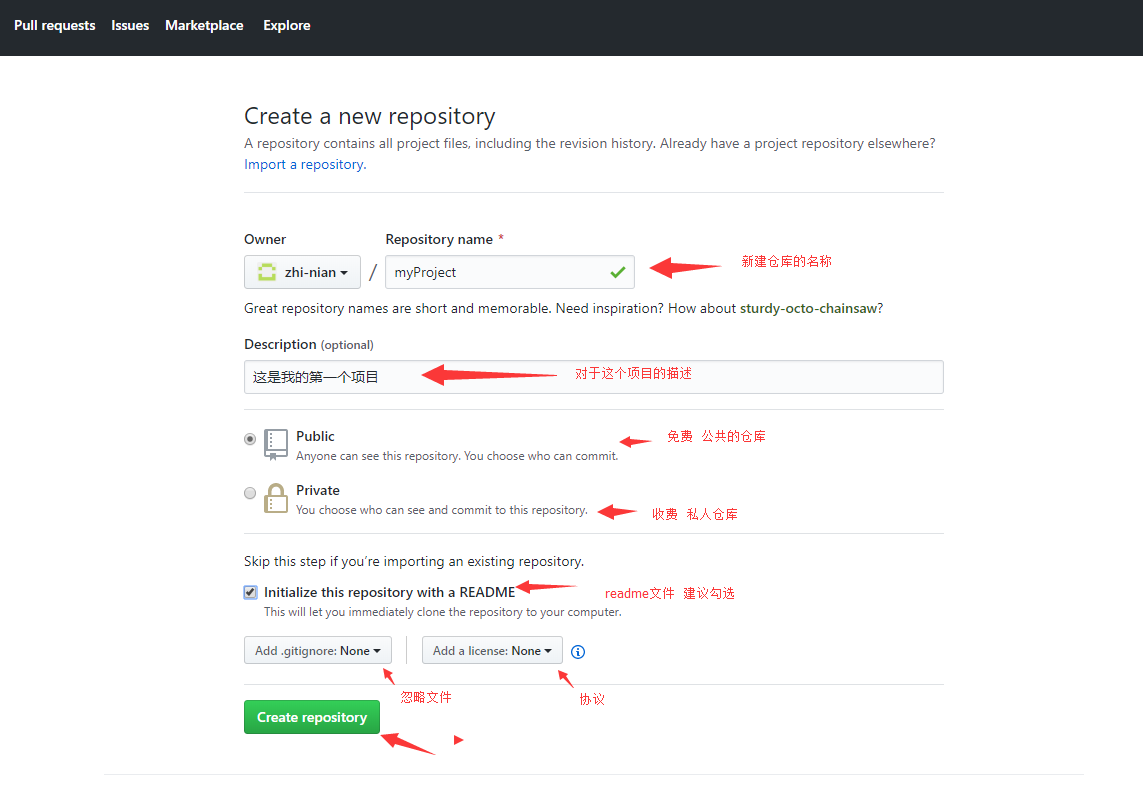 Pull requests Issues Marketplace Explore
Create a new repository
A repository contains all project files, including the revision history. Already have a project repository elsewhere?
Import a repository.
Owner Repository name *
zhi-nian / myProject 新建仓库的名称
Great repository names are short and memorable. Need inspiration? How about sturdy-octo-chainsaw?
Description (optional)
这是我的第一个项目 对于这个项目的描述
Public 免费 公共的仓库
Anyone can see this repository. You choose who can commit.
Private
You choose who can see and commit to this repository. 收费 私人仓库
Skip this step if you’re importing an existing repository.
Initialize this repository with a README readme文件 建议勾选
This will let you immediately clone the repository to your computer.
Add .gitignore: None Add a license: None
忽略文件 协议
Create repository